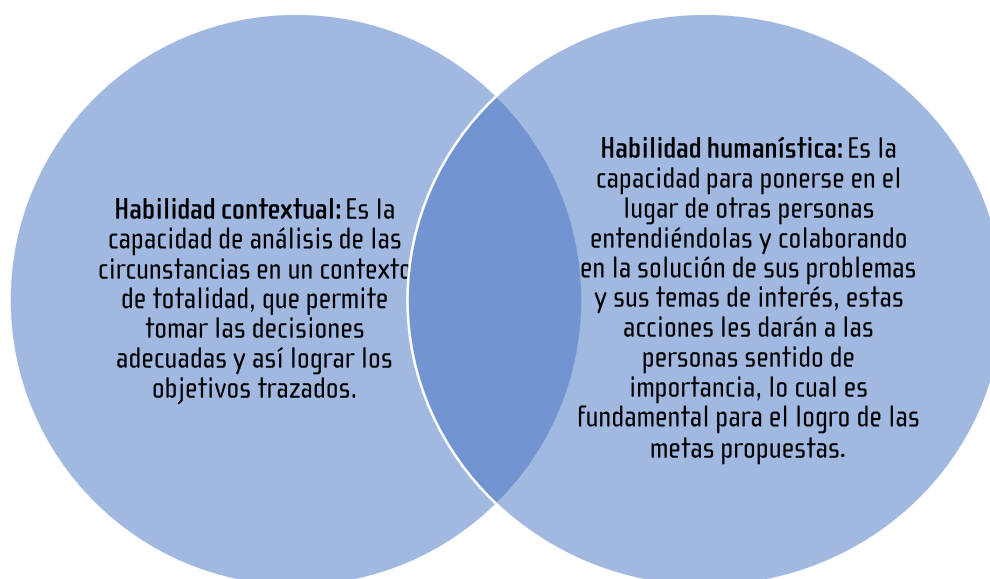 Habilidad contextual: Es la
capacidad de análisis de las
circunstancias en un contexto
de totalidad, que permite
tomar las decisiones
adecuadas y así lograr los
objetivos trazados.
Habilidad humanística: Es la
capacidad para ponerse en el
lugar de otras personas
entendiéndolas y colaborando
en la solución de sus problemas
y sus temas de interés, estas
acciones les darán a las
personas sentido de
importancia, lo cual es
fundamental para el logro de las
metas propuestas.